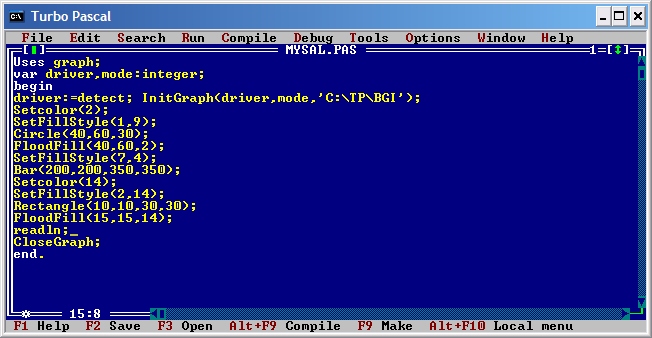 Turbo Pascal
File Edit Search Run Compile Debug Tools Options Window Help
MYSAL.PAS 1
Uses graph;
var driver,mode:integer;
begin
driver:=detect; InitGraph(driver,mode,'C:\TP\BGI');
Setcolor(2);
SetFillStyle(1,9);
Circle(40,60,30);
FloodFill(40,60,2);
SetFillStyle(7,4);
Bar(200,200,350,350);
Setcolor(14);
SetFillStyle(2,14);
Rectangle(10,10,30,30);
FloodFill(15,15,14);
readln;_
CloseGraph;
end.
15:8
F1 Help F2 Save F3 Open Alt+F9 Compile F9 Make Alt+F10 Local menu